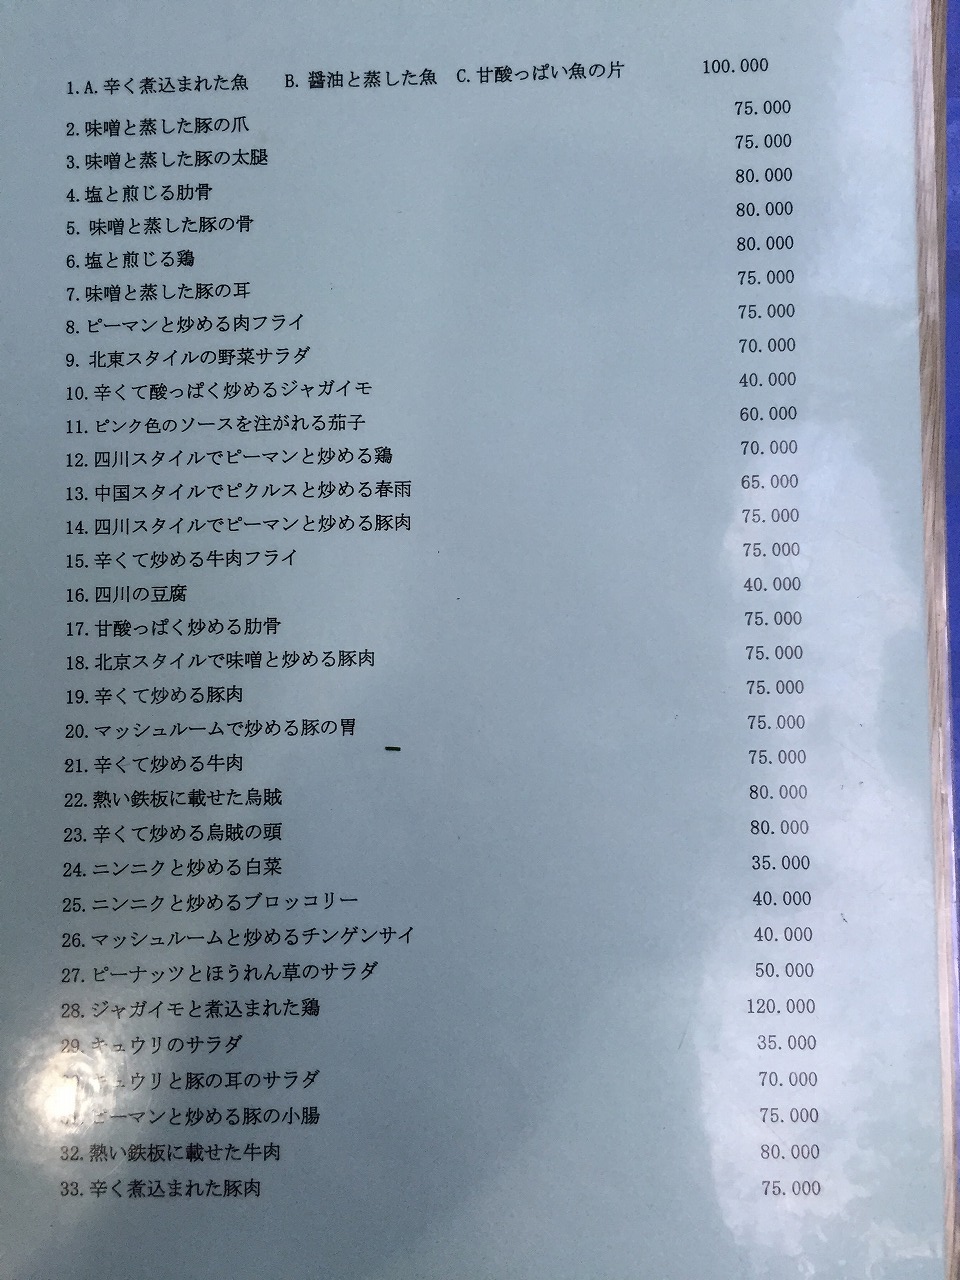 1.A.辛く煮込まれた魚 B.醤油と蒸した魚 C.甘酸っぱい魚の片 100.000
2.味噌と蒸した豚の爪 75.000
3.味噌と蒸した豚の太腿 75.000
4.塩と煎じる肋骨 80.000
5.味噌と蒸した豚の骨 80.000
6.塩と煎じる鶏 80.000
7.味噌と蒸した豚の耳 75.000
8.ピーマンと炒める肉フライ 75.000
9.北東スタイルの野菜サラダ 70.000
10.辛くて酸っぱく炒めるジャガイモ 40.000
11.ピンク色のソースを注がれる茄子 60.000
12.四川スタイルでピーマンと炒める鶏 70.000
13.中国スタイルでピクルスと炒める春雨 65.000
14.四川スタイルでピーマンと炒める豚肉 75.000
15.辛くて炒める牛肉フライ 75.000
16.四川の豆腐 40.000
17.甘酸っぱく炒める肋骨 75.000
18.北京スタイルで味噌と炒める豚肉 75.000
19.辛くて炒める豚肉 75.000
20.マッシュルームで炒める豚の胃 75.000
21.辛くて炒める牛肉 75.000
22.熱い鉄板に載せた烏賊 80.000
23.辛くて炒める烏賊の頭 80.000
24.ニンニクと炒める白菜 35.000
25.ニンニクと炒めるブロッコリー 40.000
26.マッシュルームと炒めるチンゲンサイ 40.000
27.ピーナッツとほうれん草のサラダ 50.000
28.ジャガイモと煮込まれた鶏 120.000
29.キュウリのサラダ 35.000
キュウリと豚の耳のサラダ 70.000
ピーマンと炒める豚の小腸 75.000
32.熱い鉄板に載せた牛肉 80.000
33.辛く煮込まれた豚肉 75.000